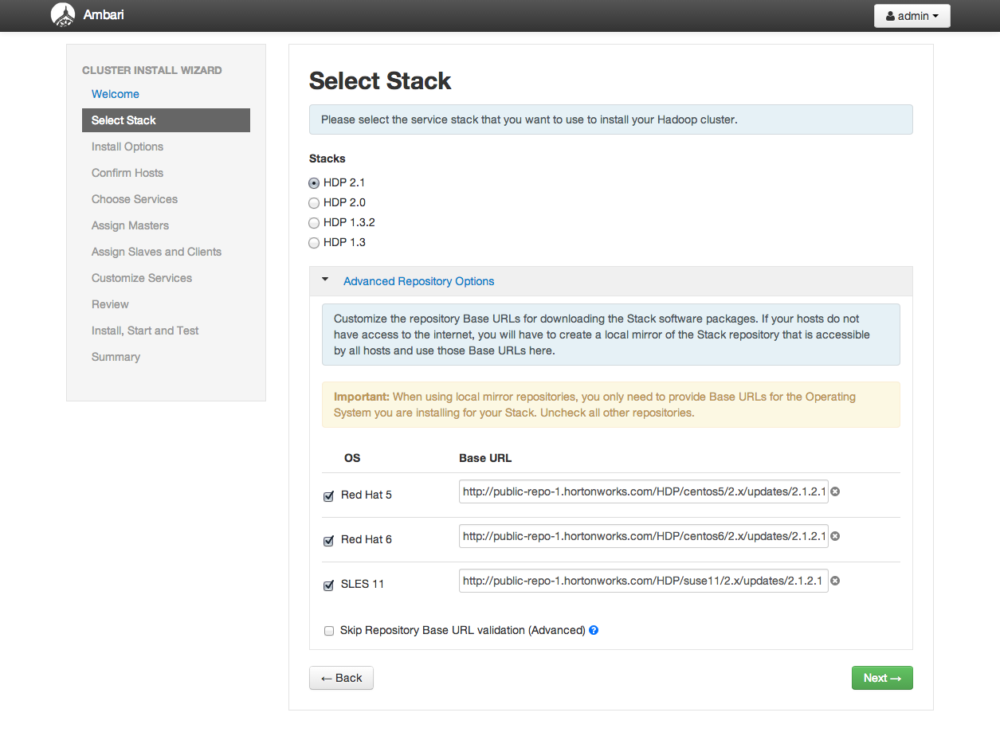 Ambari
admin
CLUSTER INSTALL WIZARD
Welcome
Select Stack
Install Options
Confirm Hosts
Choose Services
Assign Masters
Assign Slaves and Clients
Customize Services
Review
Install, Start and Test
Summary
Select Stack
Please select the service stack that you want to use to install your Hadoop cluster.
Stacks
HDP 2.1
HDP 2.0
HDP 1.3.2
HDP 1.3
Advanced Repository Options
Customize the repository Base URLs for downloading the Stack software packages. If your hosts do not
have access to the internet, you will have to create a local mirror of the Stack repository that is accessible
by all hosts and use those Base URLs here.
Important: When using local mirror repositories, you only need to provide Base URLs for the Operating
System you are installing for your Stack. Uncheck all other repositories.
OS Base URL
Red Hat 5 http://public-repo-1.hortonworks.com/HDP/centos5/2.x/updates/2.1.2.1
Red Hat 6 http://public-repo-1.hortonworks.com/HDP/centos6/2.x/updates/2.1.2.1
SLES 11 http://public-repo-1.hortonworks.com/HDP/suse11/2.x/updates/2.1.2.1
Skip Repository Base URL validation (Advanced) ?
← Back
Next →